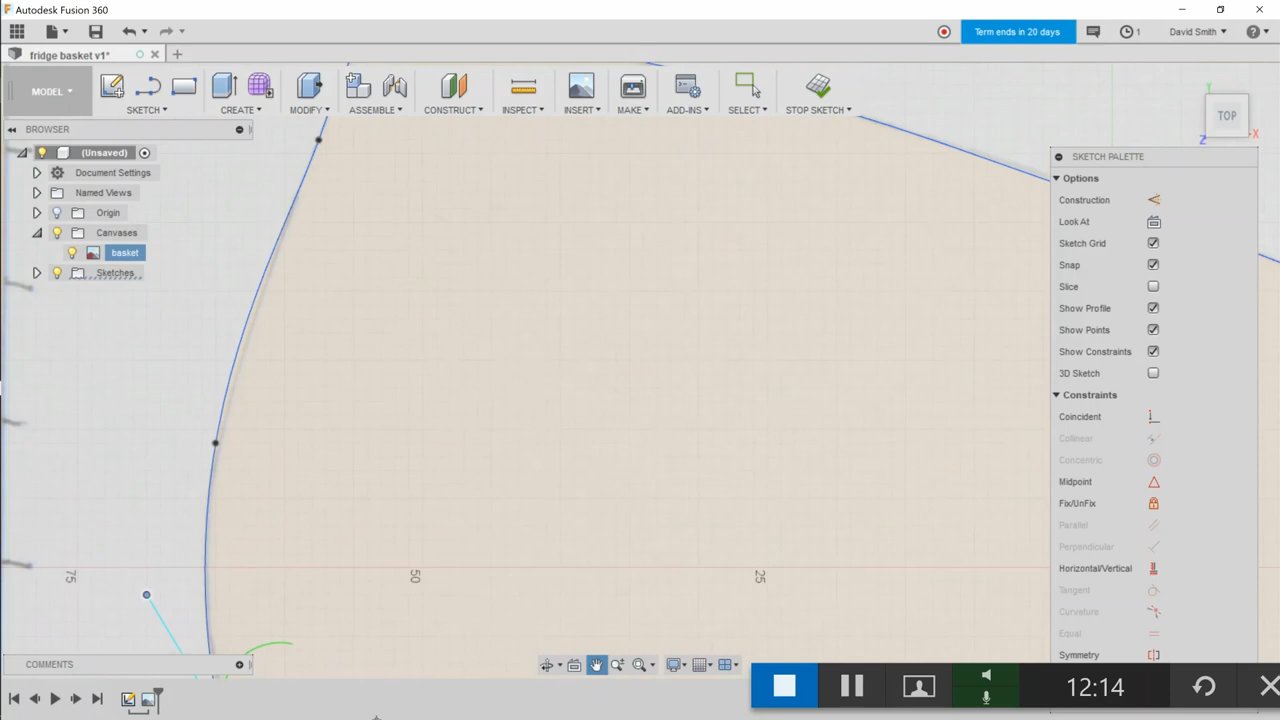 Autodesk Fusion 360
Term ends in 20 days
1
David Smith
fridge basket v1*
MODEL
SKETCH
CREATE
MODIFY
ASSEMBLE
CONSTRUCT
INSPECT
INSERT
MAKE
ADD-INS
SELECT
STOP SKETCH
TOP
Y
X
Z
BROWSER
(Unsaved)
Document Settings
Named Views
Origin
Canvases
basket
Sketches
SKETCH PALETTE
Options
Construction
Look At
Sketch Grid
Snap
Slice
Show Profile
Show Points
Show Constraints
3D Sketch
Constraints
Coincident
Collinear
Concentric
Midpoint
Fix/UnFix
Parallel
Perpendicular
Horizontal/Vertical
Tangent
Curvature
Equal
Symmetry
75
50
25
COMMENTS
12:14